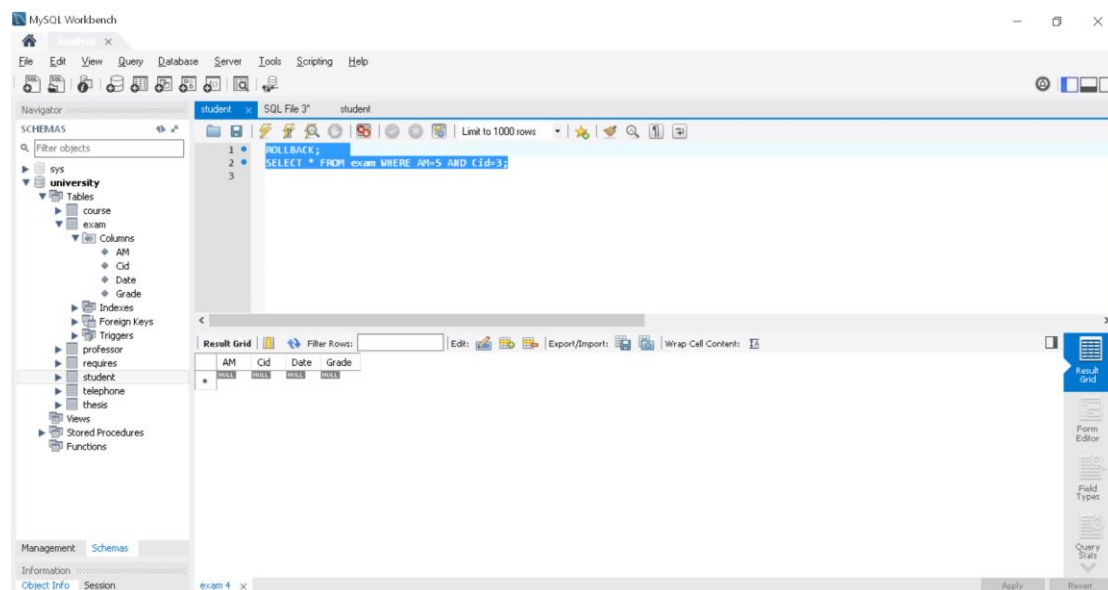 MySQL Workbench
localhost
File Edit View Query Database Server Tools Scripting Help
Navigator
student SQL File 3* student
SCHEMAS
Limit to 1000 rows
Filter objects
1 ROLLBACK;
2 SELECT * FROM exam WHERE AM=5 AND Cid=3;
3
sys
university
Tables
course
exam
Columns
AM
Cid
Date
Grade
Indexes
Foreign Keys
Triggers
professor
requires
student
telephone
thesis
Views
Stored Procedures
Functions
Result Grid Filter Rows: Edit: Export/Import: Wrap Cell Content:
AM Cid Date Grade
NULL NULL NULL NULL
Result
Grid
Form
Editor
Field
Types
Query
Stats
Management Schemas
Information
Object Info Session
exam 4
Apply Revert